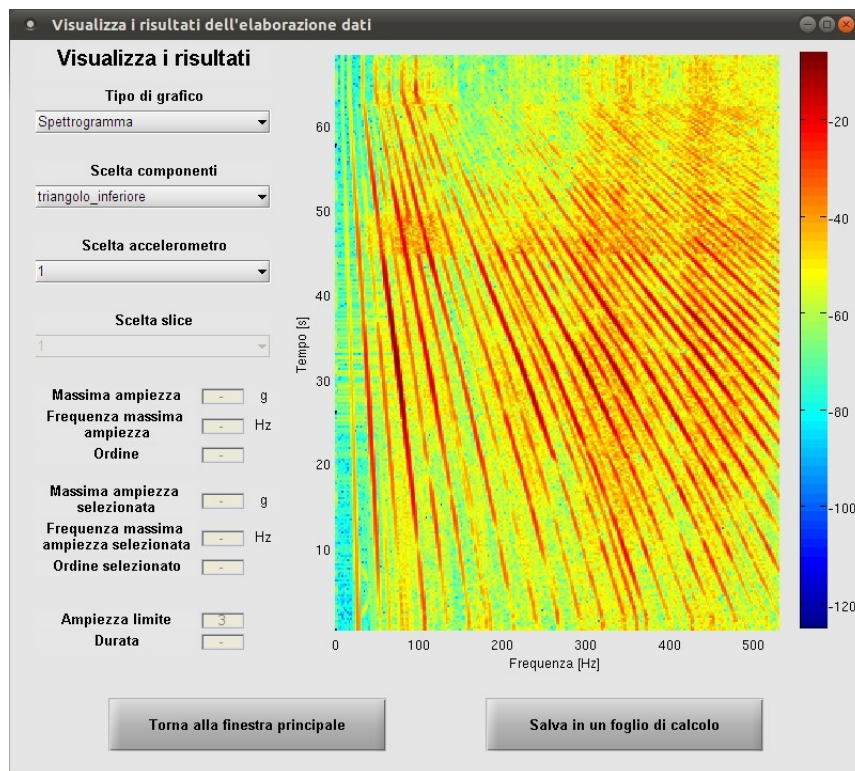 Visualizza i risultati dell'elaborazione dati
Visualizza i risultati
Tipo di grafico
Spettrogramma
Scelta componenti
triangolo_inferiore
Scelta accelerometro
1
Scelta slice
1
Massima ampiezza - g
Frequenza massima
ampiezza - Hz
Ordine -
Massima ampiezza
selezionata - g
Frequenza massima
ampiezza selezionata - Hz
Ordine selezionato -
Ampiezza limite 3
Durata -
Tempo [s]
60
50
40
30
20
10
0 100 200 300 400 500
Frequenza [Hz]
-20
-40
-60
-80
-100
-120
Torna alla finestra principale
Salva in un foglio di calcolo